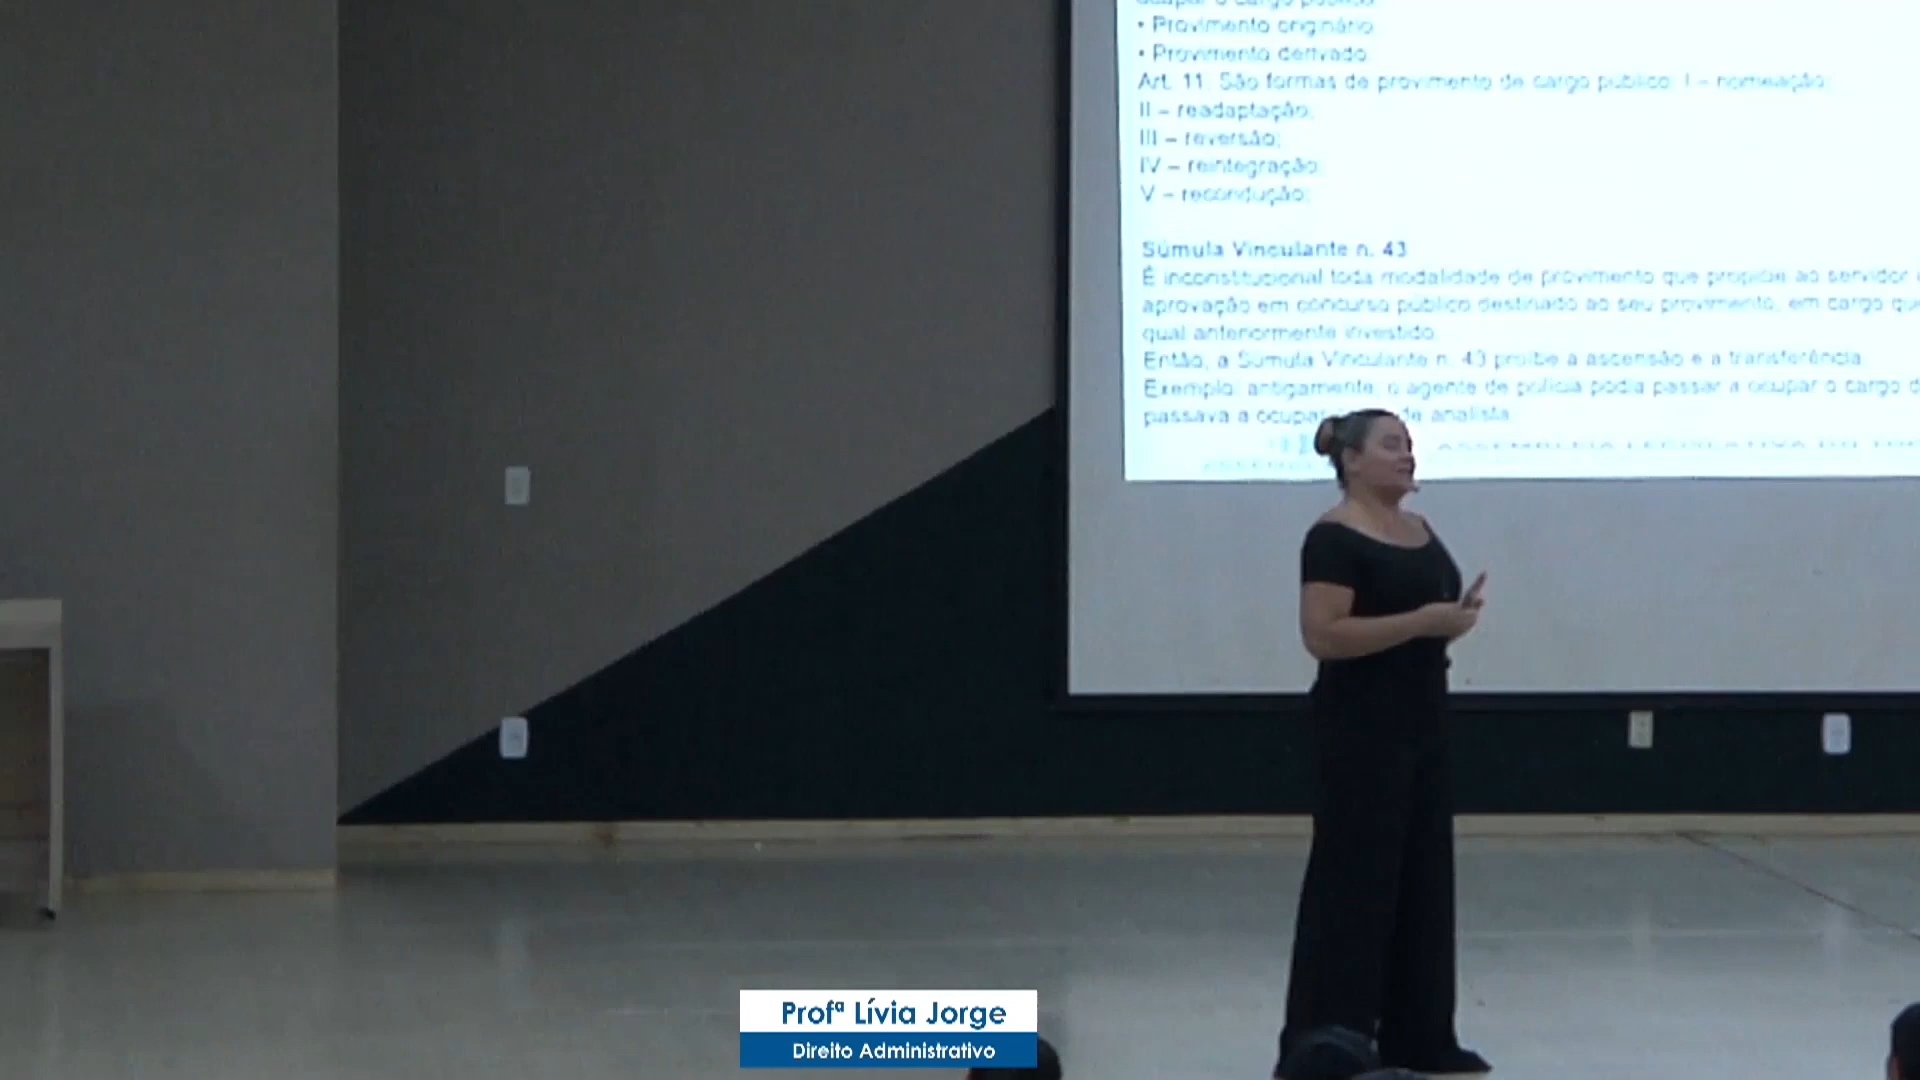 ocupar o cargo público.
• Provimento originário
• Provimento derivado
Art. 11. São formas de provimento de cargo público: I – nomeação;
II – readaptação;
III – reversão;
IV – reintegração;
V – recondução;
Súmula Vinculante n. 43
É inconstitucional toda modalidade de provimento que propicie ao servidor
aprovação em concurso público destinado ao seu provimento, em cargo que
qual anteriormente investido.
Então, a Súmula Vinculante n. 43 proíbe a ascensão e a transferência.
Exemplo: antigamente, o agente de polícia podia passar a ocupar o cargo
passava a ocupar de analista.
Profª Lívia Jorge
Direito Administrativo